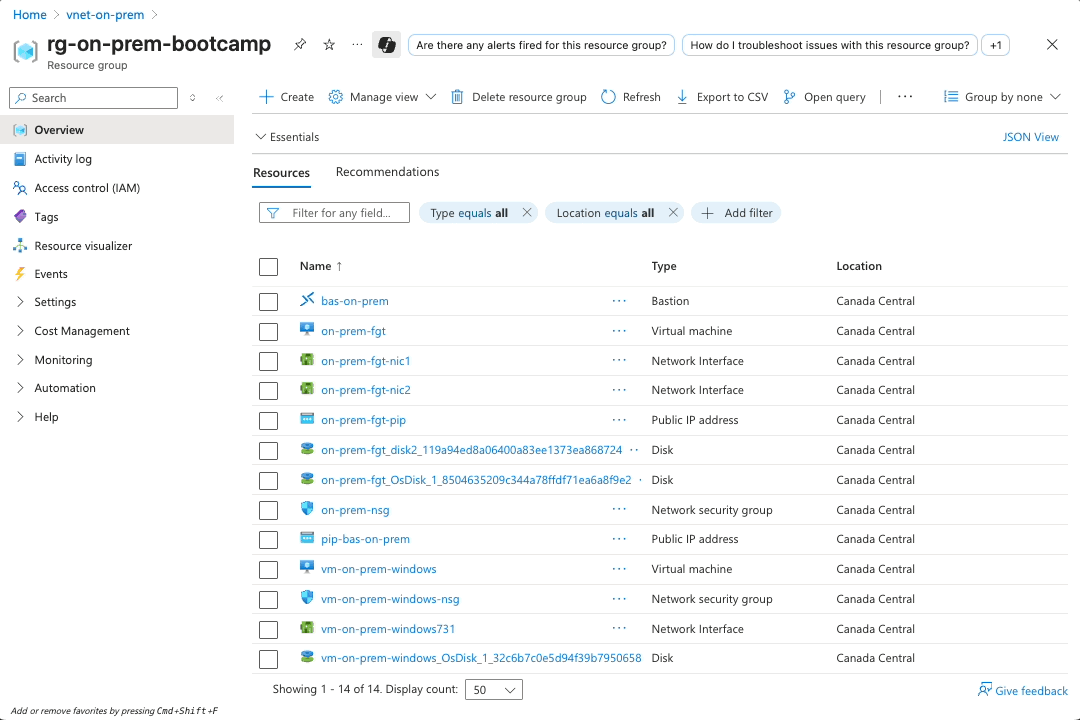 Home > vnet-on-prem >
rg-on-prem-bootcamp
Resource group
Are there any alerts fired for this resource group?
How do I troubleshoot issues with this resource group?
+1
Search
Create
Manage view
Delete resource group
Refresh
Export to CSV
Open query
Group by none
Overview
Activity log
Access control (IAM)
Tags
Resource visualizer
Events
Settings
Cost Management
Monitoring
Automation
Help
Essentials
JSON View
Resources
Recommendations
Filter for any field...
Type equals all
Location equals all
Add filter
Name ↑ Type Location
bas-on-prem ··· Bastion Canada Central
on-prem-fgt ··· Virtual machine Canada Central
on-prem-fgt-nic1 ··· Network Interface Canada Central
on-prem-fgt-nic2 ··· Network Interface Canada Central
on-prem-fgt-pip ··· Public IP address Canada Central
on-prem-fgt_disk2_119a94ed8a06400a83ee1373ea868724 ·· Disk Canada Central
on-prem-fgt_OsDisk_1_8504635209c344a78ffdf71ea6a8f9e2 · Disk Canada Central
on-prem-nsg ··· Network security group Canada Central
pip-bas-on-prem ··· Public IP address Canada Central
vm-on-prem-windows ··· Virtual machine Canada Central
vm-on-prem-windows-nsg ··· Network security group Canada Central
vm-on-prem-windows731 ··· Network Interface Canada Central
vm-on-prem-windows_OsDisk_1_32c6b7c0e5d94f39b7950658 Disk Canada Central
Showing 1 - 14 of 14. Display count: 50
Give feedback
Add or remove favorites by pressing Cmd+Shift+F